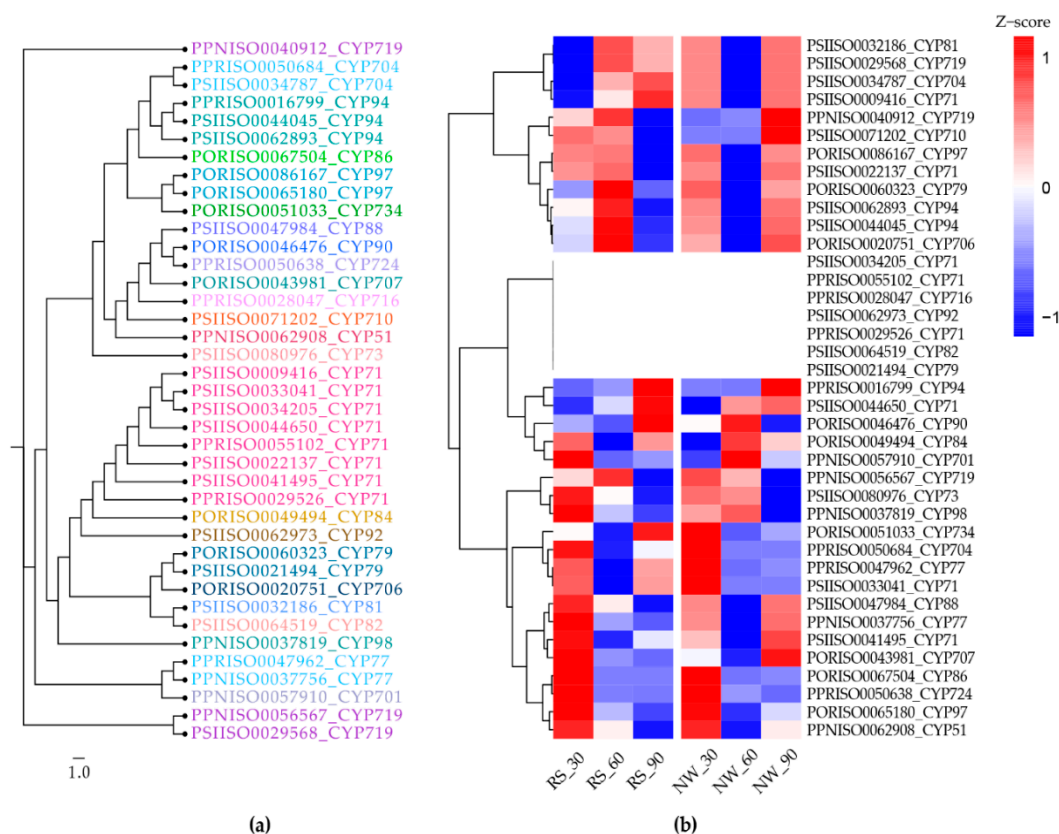 (a)
PPNISO0040912_CYP719
PPRISO0050684_CYP704
PSIISO0034787_CYP704
PPRISO0016799_CYP94
PSIISO0044045_CYP94
PSIISO0062893_CYP94
PORISO0067504_CYP86
PORISO0086167_CYP97
PORISO0065180_CYP97
PORISO0051033_CYP734
PSIISO0047984_CYP88
PORISO0046476_CYP90
PPRISO0050638_CYP724
PORISO0043981_CYP707
PPRISO0028047_CYP716
PSIISO0071202_CYP710
PPNISO0062908_CYP51
PSIISO0080976_CYP73
PSIISO0009416_CYP71
PSIISO0033041_CYP71
PSIISO0034205_CYP71
PSIISO0044650_CYP71
PPRISO0055102_CYP71
PSIISO0022137_CYP71
PSIISO0041495_CYP71
PPRISO0029526_CYP71
PORISO0049494_CYP84
PSIISO0062973_CYP92
PORISO0060323_CYP79
PSIISO0021494_CYP79
PORISO0020751_CYP706
PSIISO0032186_CYP81
PSIISO0064519_CYP82
PPNISO0037819_CYP98
PPRISO0047962_CYP77
PPNISO0037756_CYP77
PPNISO0057910_CYP701
PPNISO0056567_CYP719
PSIISO0029568_CYP719
1.0
(a)
(b)
PSIISO0032186_CYP81
PSIISO0029568_CYP719
PSIISO0034787_CYP704
PSIISO0009416_CYP71
PPNISO0040912_CYP719
PSIISO0071202_CYP710
PORISO0086167_CYP97
PSIISO0022137_CYP71
PORISO0060323_CYP79
PSIISO0062893_CYP94
PSIISO0044045_CYP94
PORISO0020751_CYP706
PSIISO0034205_CYP71
PPRISO0055102_CYP71
PPRISO0028047_CYP716
PSIISO0062973_CYP92
PPRISO0029526_CYP71
PSIISO0064519_CYP82
PSIISO0021494_CYP79
PPRISO0016799_CYP94
PSIISO0044650_CYP71
PORISO0046476_CYP90
PORISO0049494_CYP84
PPNISO0057910_CYP701
PPNISO0056567_CYP719
PSIISO0080976_CYP73
PPNISO0037819_CYP98
PORISO0051033_CYP734
PPRISO0050684_CYP704
PPRISO0047962_CYP77
PSIISO0033041_CYP71
PSIISO0047984_CYP88
PPNISO0037756_CYP77
PSIISO0041495_CYP71
PORISO0043981_CYP707
PORISO0067504_CYP86
PPRISO0050638_CYP724
PORISO0065180_CYP97
PPNISO0062908_CYP51
RS_30
RS_60
RS_90
NW_30
NW_60
NW_90
(b)
Z-score
1
0
−1